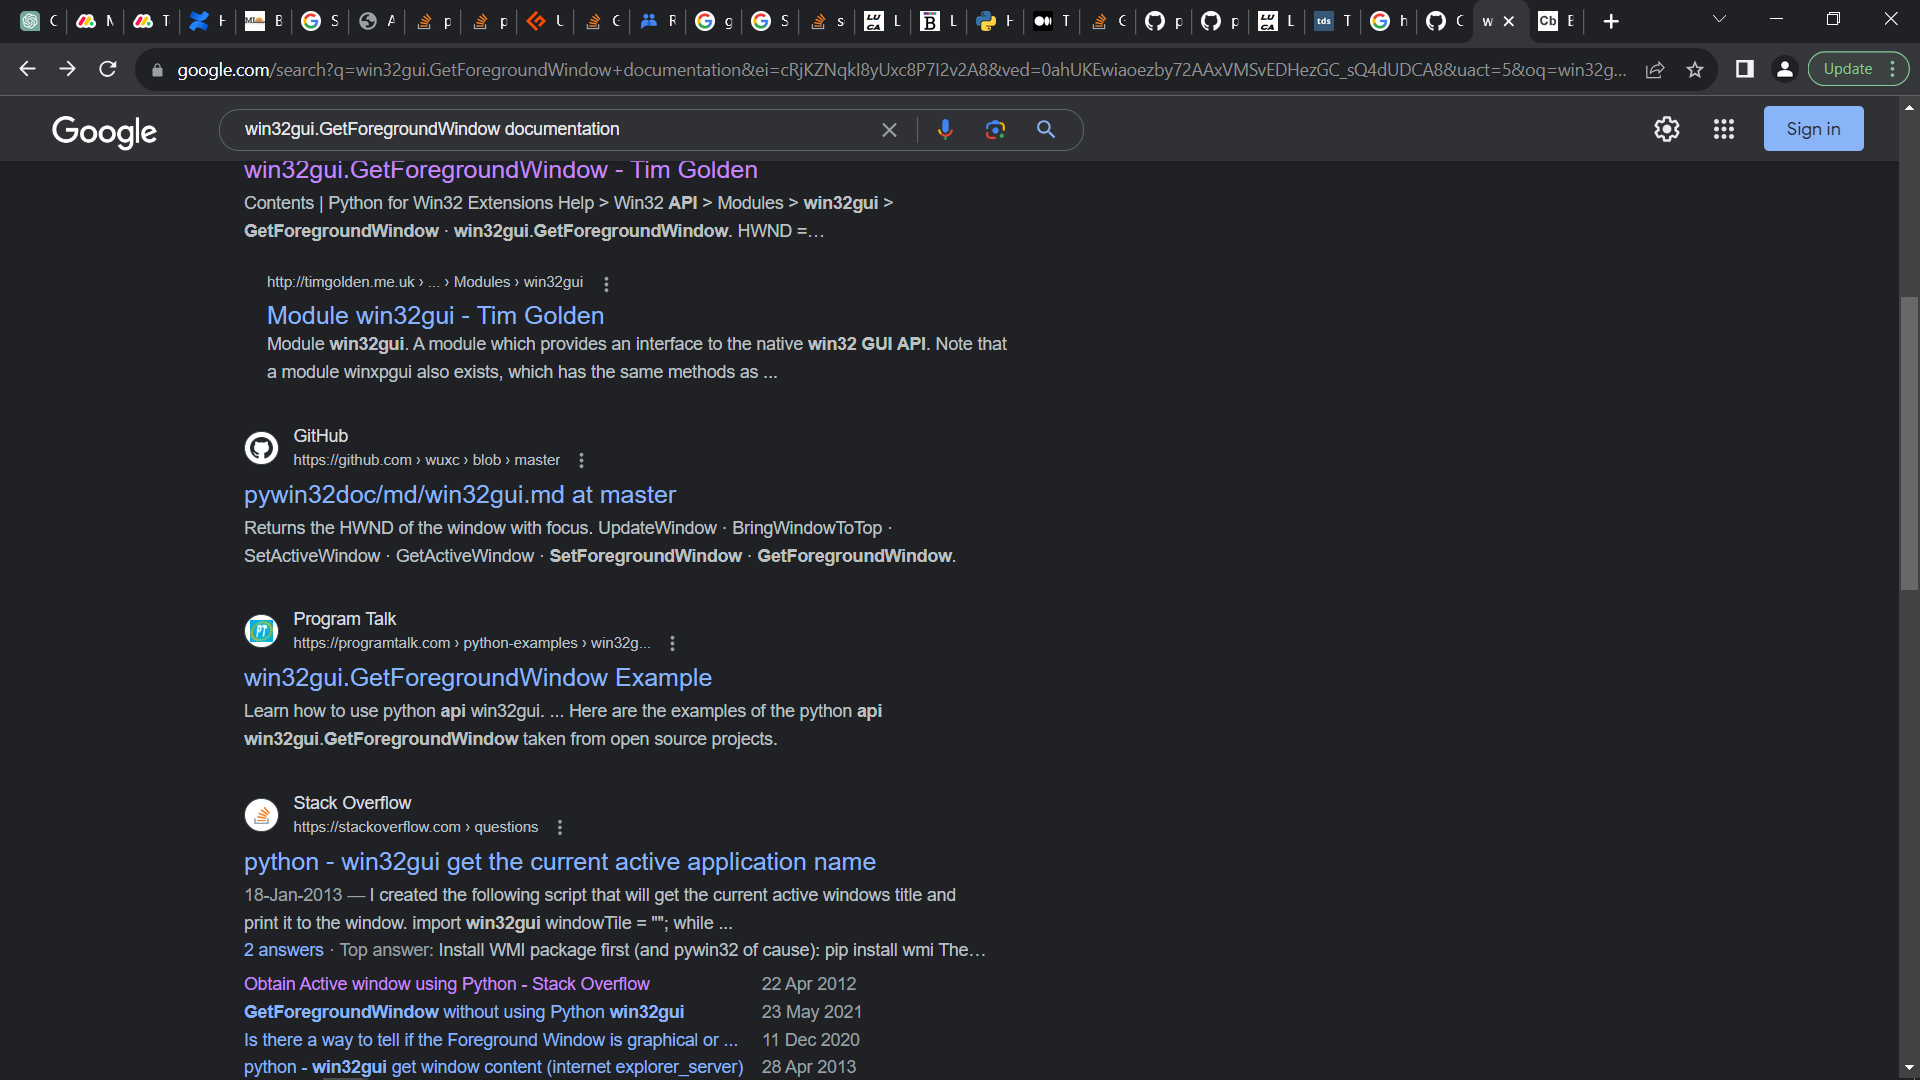 C
M
T
H
B
S
A
p
p
U
C
R
g
S
s
L
L
H
T
C
p
p
L
T
h
C
w
E
google.com/search?q=win32gui.GetForegroundWindow+documentation&ei=cRjKZNqkI8yUxc8P7I2v2A8&ved=0ahUKEwiaoezby72AAxVMSvEDHezGC_sQ4dUDCA8&uact=5&oq=win32g...
Update
Google
win32gui.GetForegroundWindow documentation
Sign in
win32gui.GetForegroundWindow - Tim Golden
Contents | Python for Win32 Extensions Help > Win32 API > Modules > win32gui >
GetForegroundWindow · win32gui.GetForegroundWindow. HWND =...
http://timgolden.me.uk › ... › Modules › win32gui
Module win32gui - Tim Golden
Module win32gui. A module which provides an interface to the native win32 GUI API. Note that
a module winxpgui also exists, which has the same methods as ...
GitHub
https://github.com › wuxc › blob › master
pywin32doc/md/win32gui.md at master
Returns the HWND of the window with focus. UpdateWindow · BringWindowToTop ·
SetActiveWindow · GetActiveWindow · SetForegroundWindow · GetForegroundWindow.
PT
Program Talk
https://programtalk.com › python-examples › win32g...
win32gui.GetForegroundWindow Example
Learn how to use python api win32gui. ... Here are the examples of the python api
win32gui.GetForegroundWindow taken from open source projects.
Stack Overflow
https://stackoverflow.com › questions
python - win32gui get the current active application name
18-Jan-2013 — I created the following script that will get the current active windows title and
print it to the window. import win32gui windowTile = ""; while ...
2 answers · Top answer: Install WMI package first (and pywin32 of cause): pip install wmi The...
Obtain Active window using Python - Stack Overflow 22 Apr 2012
GetForegroundWindow without using Python win32gui 23 May 2021
Is there a way to tell if the Foreground Window is graphical or ... 11 Dec 2020
python - win32gui get window content (internet explorer_server) 28 Apr 2013